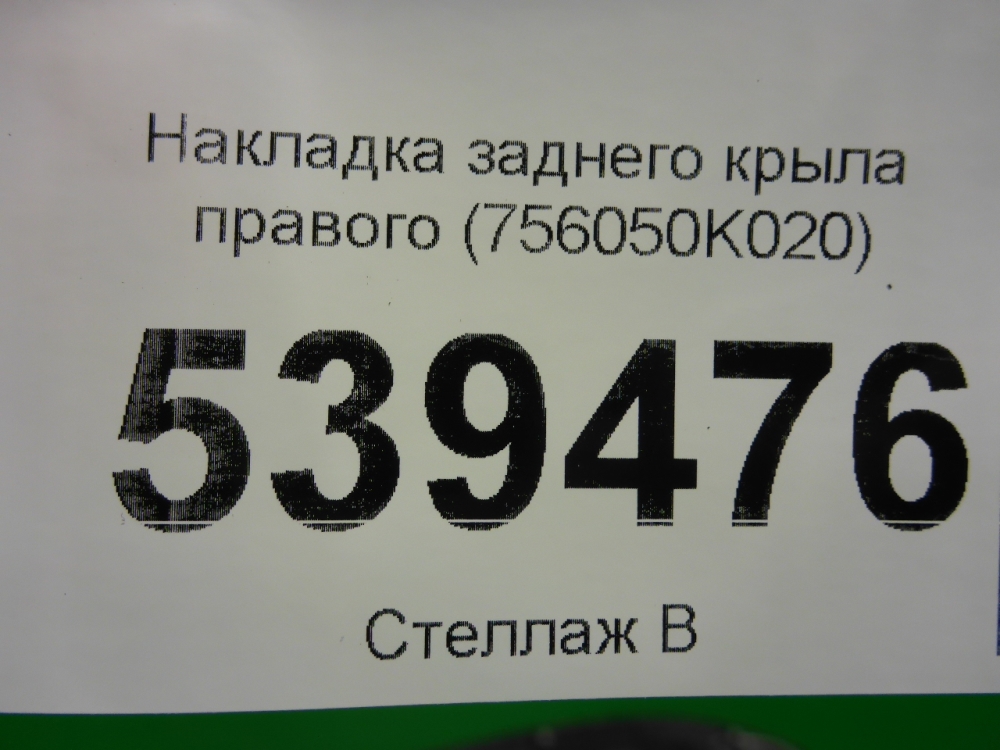 Накладка заднего крыла
правого (756050K020)
539476
Стеллаж В